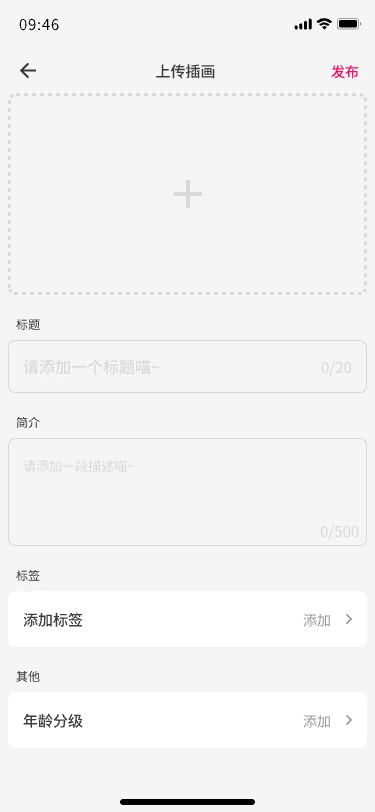 09:46
上传插画 发布
标题
请添加一个标题喵~ 0/20
简介
请添加一段描述喵~
0/500
标签
添加标签 添加
其他
年龄分级 添加